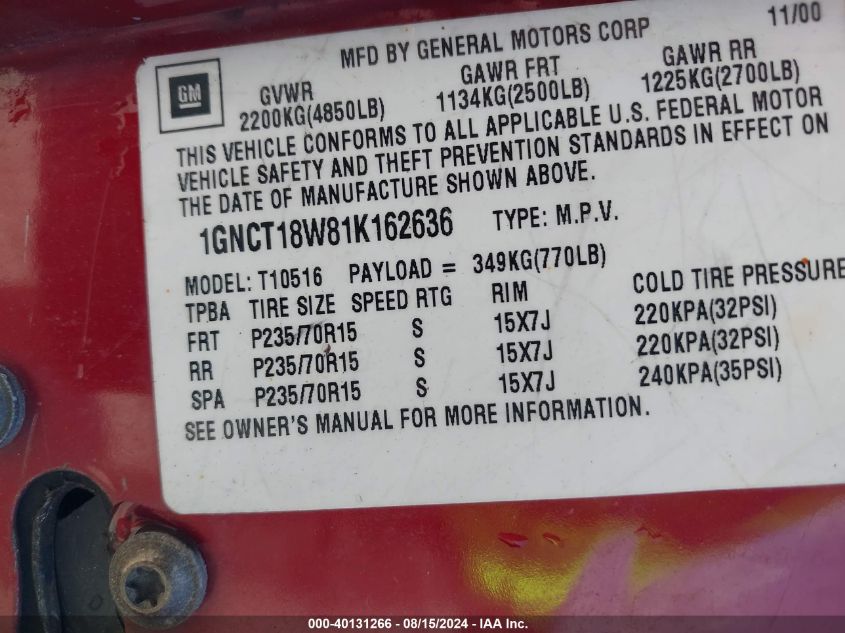 MFD BY GENERAL MOTORS CORP 11/00
GM
GVWR GAWR FRT GAWR RR
2200KG(4850LB) 1134KG(2500LB) 1225KG(2700LB)
THIS VEHICLE CONFORMS TO ALL APPLICABLE U.S. FEDERAL MOTOR
VEHICLE SAFETY AND THEFT PREVENTION STANDARDS IN EFFECT ON
THE DATE OF MANUFACTURE SHOWN ABOVE.
1GNCT18W81K162636 TYPE: M.P.V.
MODEL: T10516 PAYLOAD = 349KG(770LB)
TPBA TIRE SIZE SPEED RTG RIM COLD TIRE PRESSURE
FRT P235/70R15 S 15X7J 220KPA(32PSI)
RR P235/70R15 S 15X7J 220KPA(32PSI)
SPA P235/70R15 S 15X7J 240KPA(35PSI)
SEE OWNER'S MANUAL FOR MORE INFORMATION.
000-40131266 - 08/15/2024 - IAA Inc.